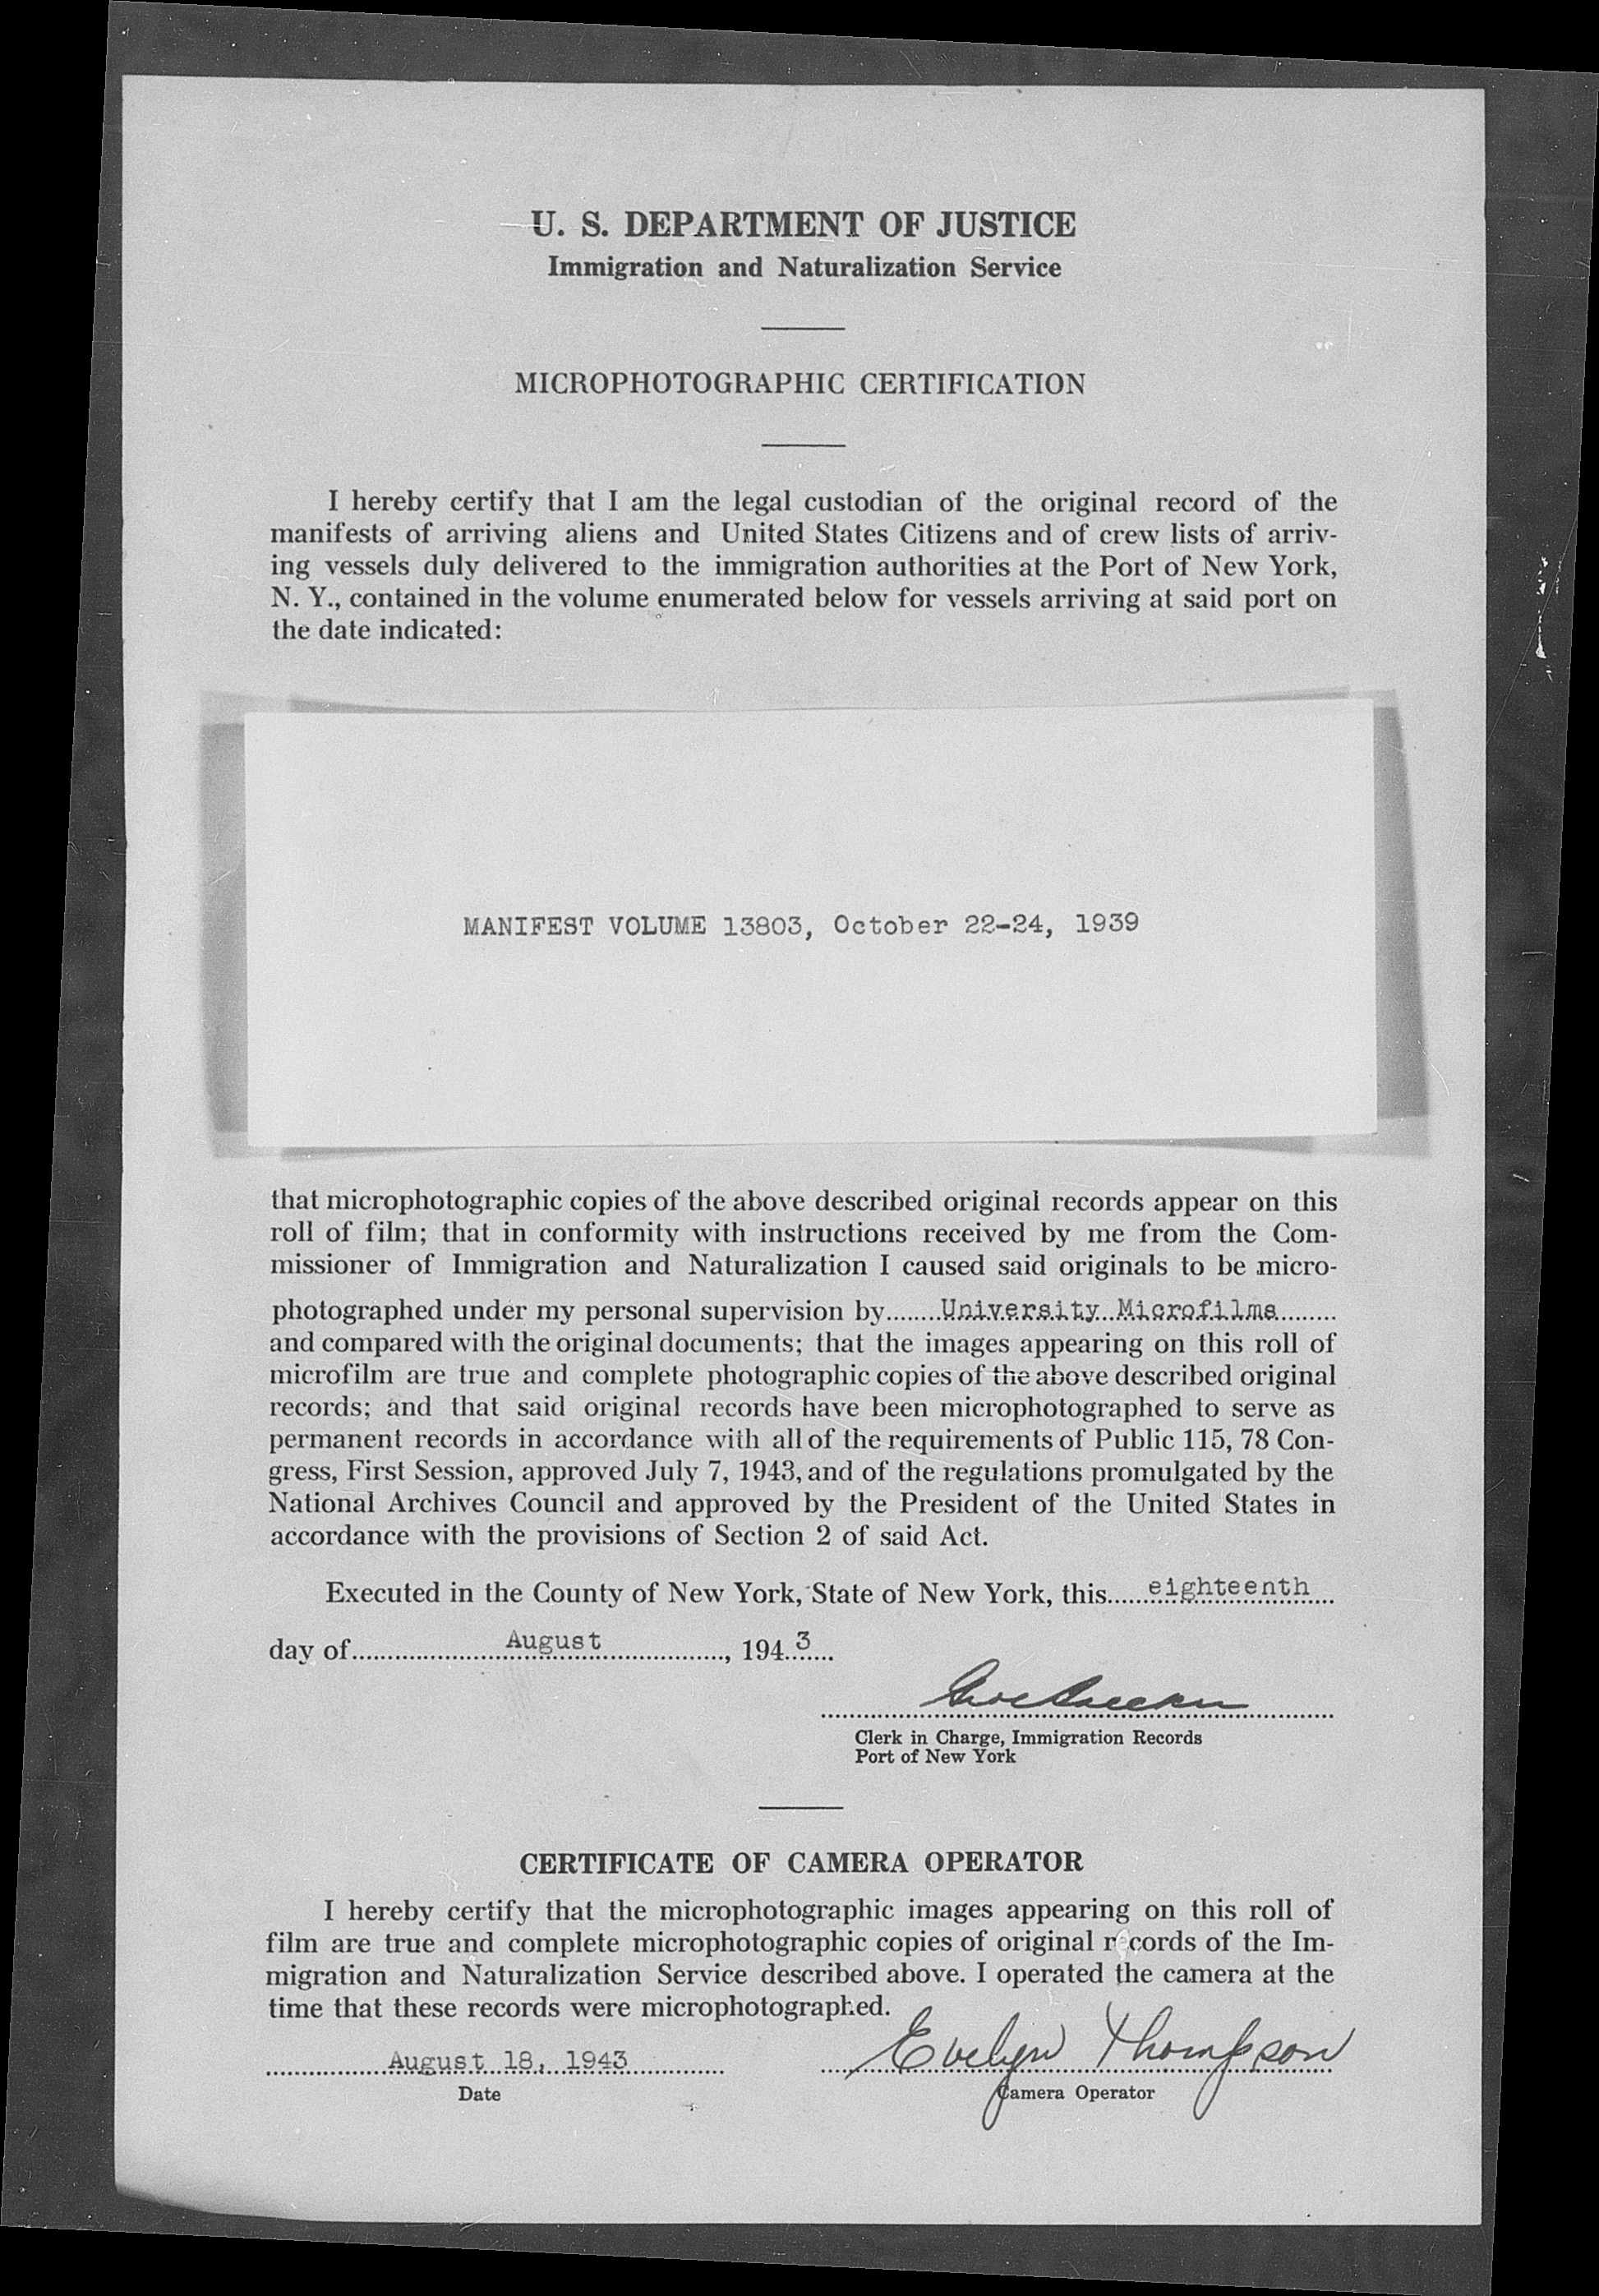 U. S. DEPARTMENT OF JUSTICE
Immigration and Naturalization Service
MICROPHOTOGRAPHIC CERTIFICATION
I hereby certify that I am the legal custodian of the original record of the
manifests of arriving aliens and United States Citizens and of crew lists of arriv-
ing vessels duly delivered to the immigration authorities at the Port of New York,
N. Y., contained in the volume enumerated below for vessels arriving at said port on
the date indicated:
MANIFEST VOLUME 13803, October 22-24, 1939
that microphotographic copies of the above described original records appear on this
roll of film; that in conformity with instructions received by me from the Com-
missioner of Immigration and Naturalization I caused said originals to be micro-
photographed under my personal supervision by........University Microfilms.........
and compared with the original documents; that the images appearing on this roll of
microfilm are true and complete photographic copies of the above described original
records; and that said original records have been microphotographed to serve as
permanent records in accordance with all of the requirements of Public 115, 78 Con-
gress, First Session, approved July 7, 1943, and of the regulations promulgated by the
National Archives Council and approved by the President of the United States in
accordance with the provisions of Section 2 of said Act.
Executed in the County of New York, State of New York, this......eighteenth....
day of....................August..................., 194.3....
Clerk in Charge, Immigration Records
Port of New York
CERTIFICATE OF CAMERA OPERATOR
I hereby certify that the microphotographic images appearing on this roll of
film are true and complete microphotographic copies of original records of the Im-
migration and Naturalization Service described above. I operated the camera at the
time that these records were microphotographed.
August 18, 1943 Evelyn Thompson
Date Camera Operator